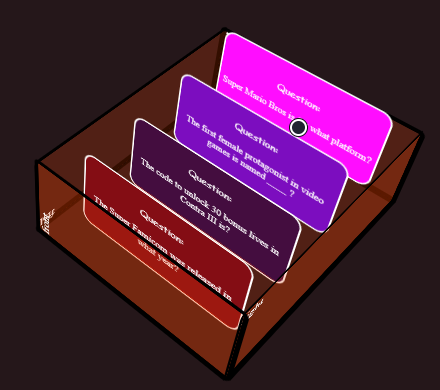 Question:
Super Mario Bros is what platform?
Question:
The first female protagonist in video
games is named _____ ?
Question:
The code to unlock 30 bonus lives in
Contra III is?
Question:
The Super Famicom was released in
what year?